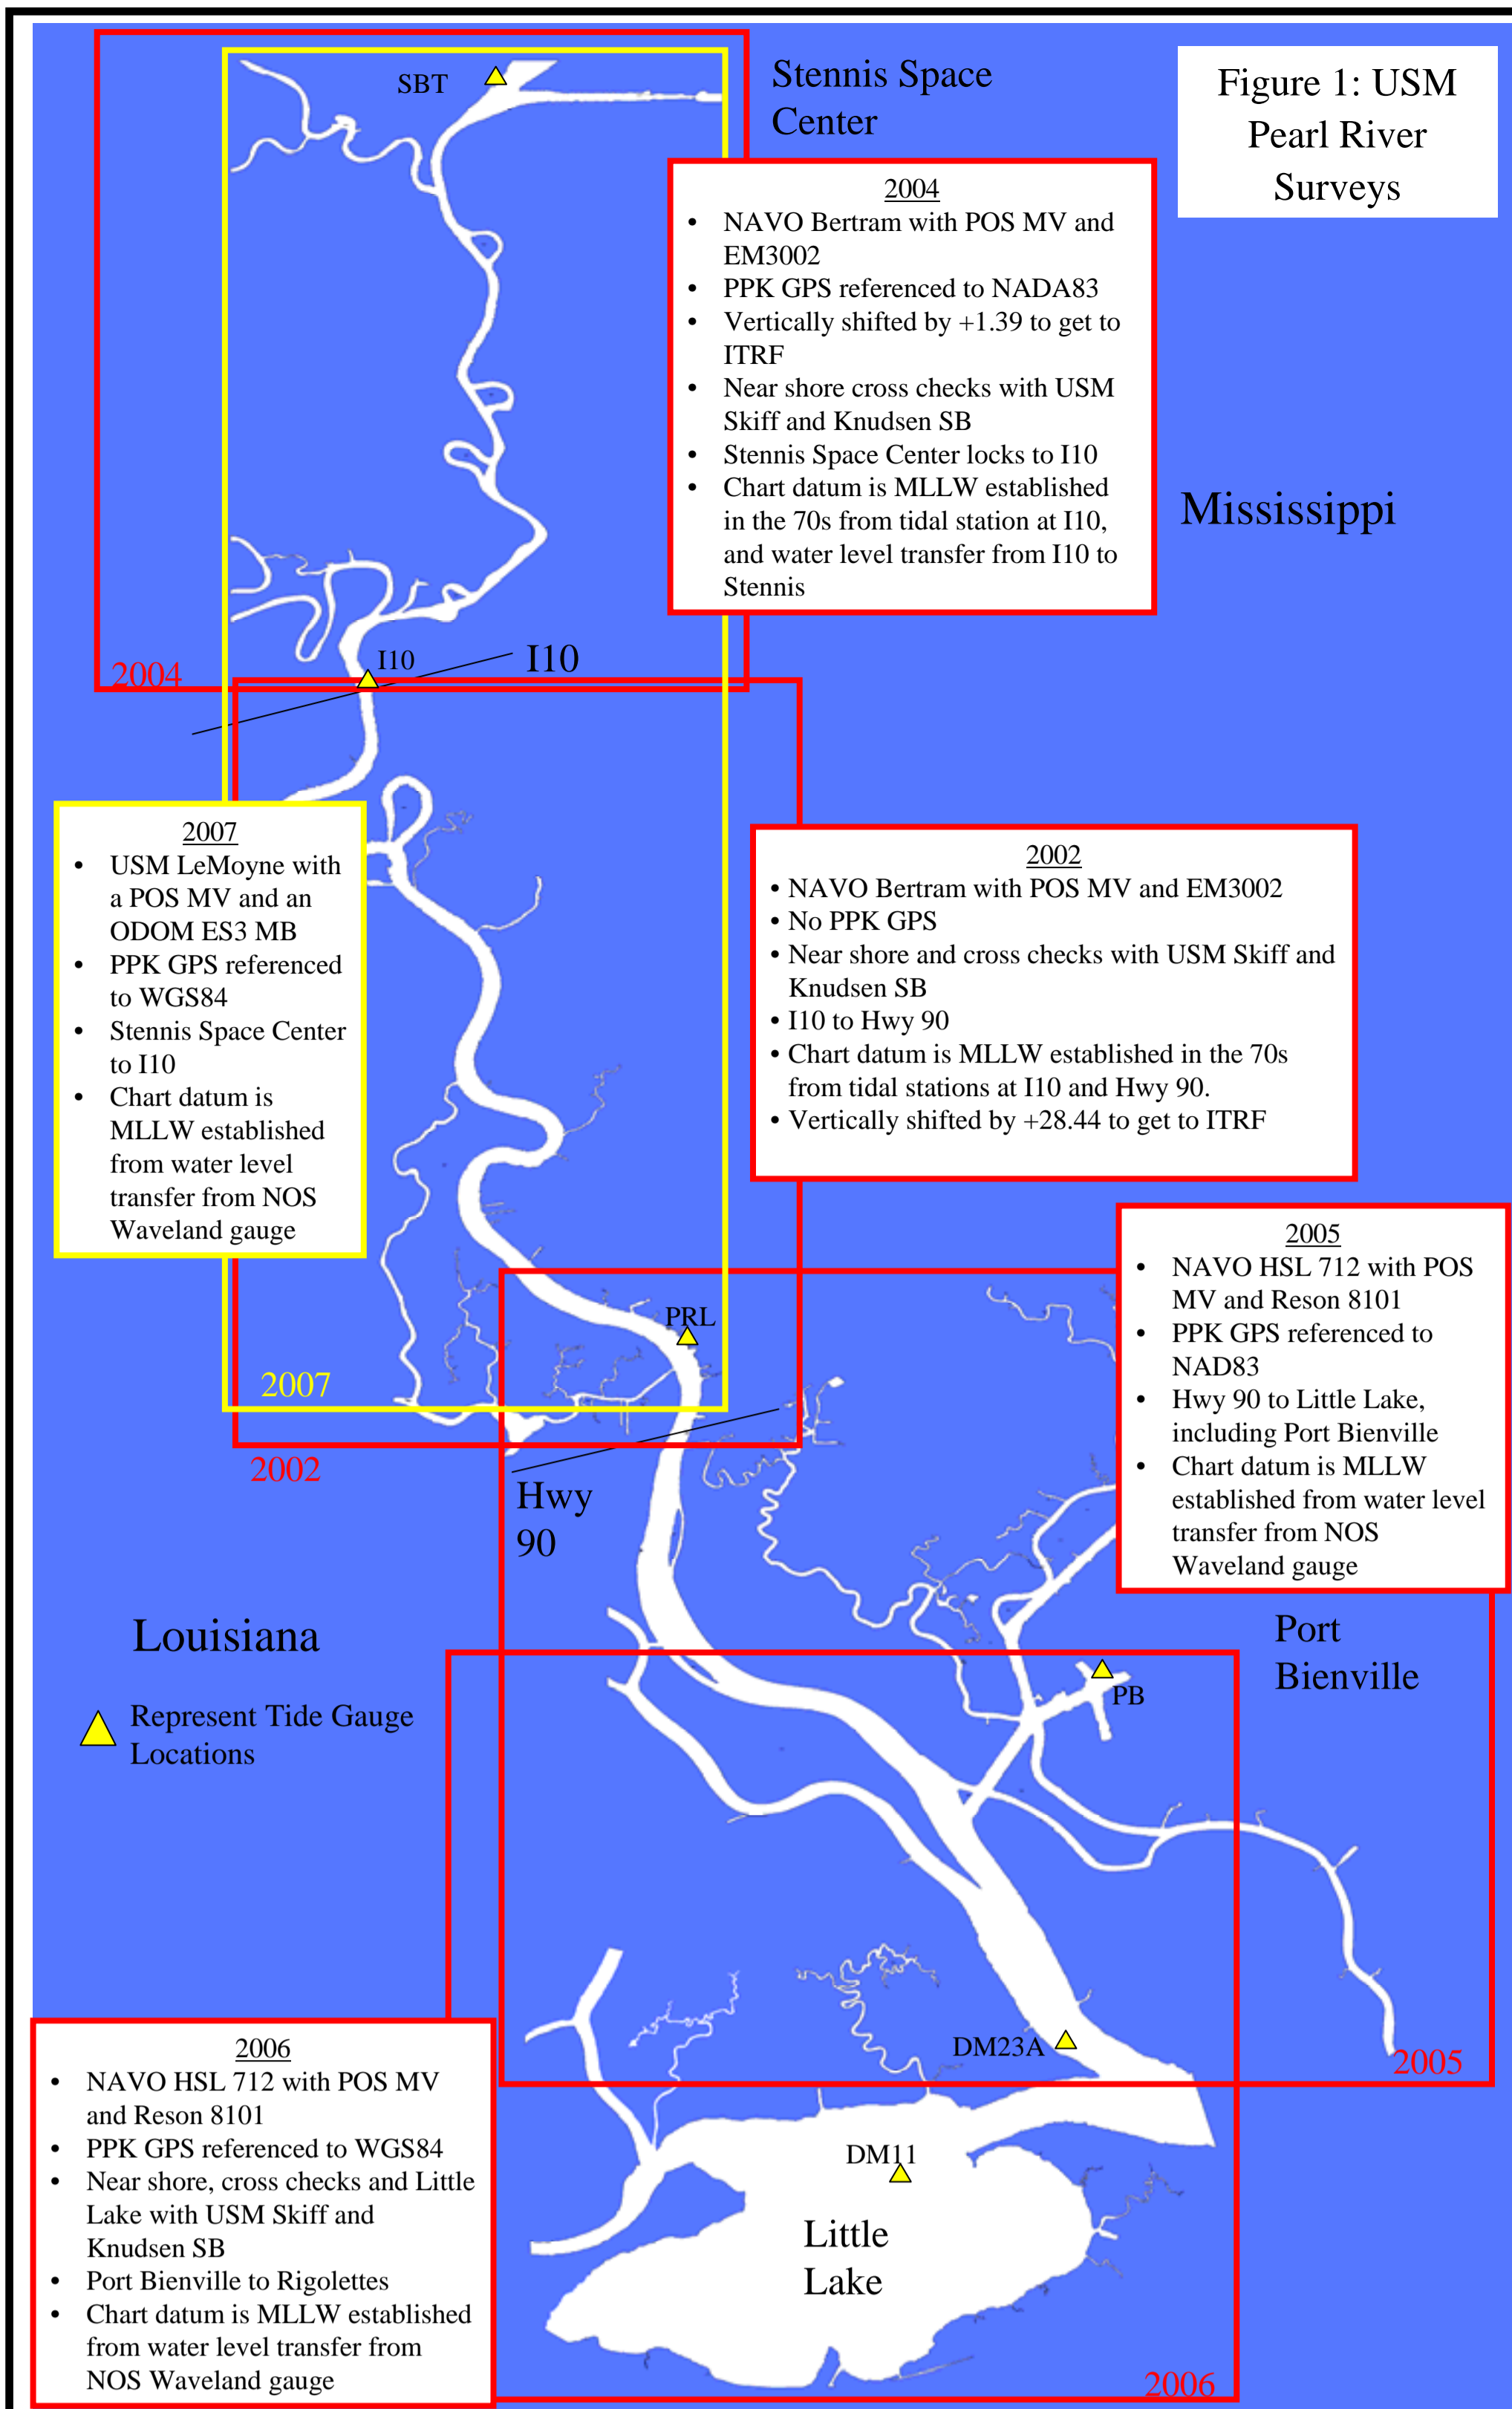 Figure 1: USM
Pearl River
Surveys
SBT
Stennis Space
Center
2004
• NAVO Bertram with POS MV and
EM3002
• PPK GPS referenced to NADA83
• Vertically shifted by +1.39 to get to
ITRF
• Near shore cross checks with USM
Skiff and Knudsen SB
• Stennis Space Center locks to I10
• Chart datum is MLLW established
in the 70s from tidal station at I10,
and water level transfer from I10 to
Stennis
Mississippi
2004
I10
I10
2007
• USM LeMoyne with
a POS MV and an
ODOM ES3 MB
• PPK GPS referenced
to WGS84
• Stennis Space Center
to I10
• Chart datum is
MLLW established
from water level
transfer from NOS
Waveland gauge
2002
• NAVO Bertram with POS MV and EM3002
• No PPK GPS
• Near shore and cross checks with USM Skiff and
Knudsen SB
• I10 to Hwy 90
• Chart datum is MLLW established in the 70s
from tidal stations at I10 and Hwy 90.
• Vertically shifted by +28.44 to get to ITRF
2005
• NAVO HSL 712 with POS
MV and Reson 8101
• PPK GPS referenced to
NAD83
• Hwy 90 to Little Lake,
including Port Bienville
• Chart datum is MLLW
established from water level
transfer from NOS
Waveland gauge
PRL
2007
2002
Hwy
90
Louisiana
Port
Bienville
PB
Represent Tide Gauge
Locations
DM23A
2005
2006
• NAVO HSL 712 with POS MV
and Reson 8101
• PPK GPS referenced to WGS84
• Near shore, cross checks and Little
Lake with USM Skiff and
Knudsen SB
• Port Bienville to Rigolettes
• Chart datum is MLLW established
from water level transfer from
NOS Waveland gauge
DM11
Little
Lake
2006